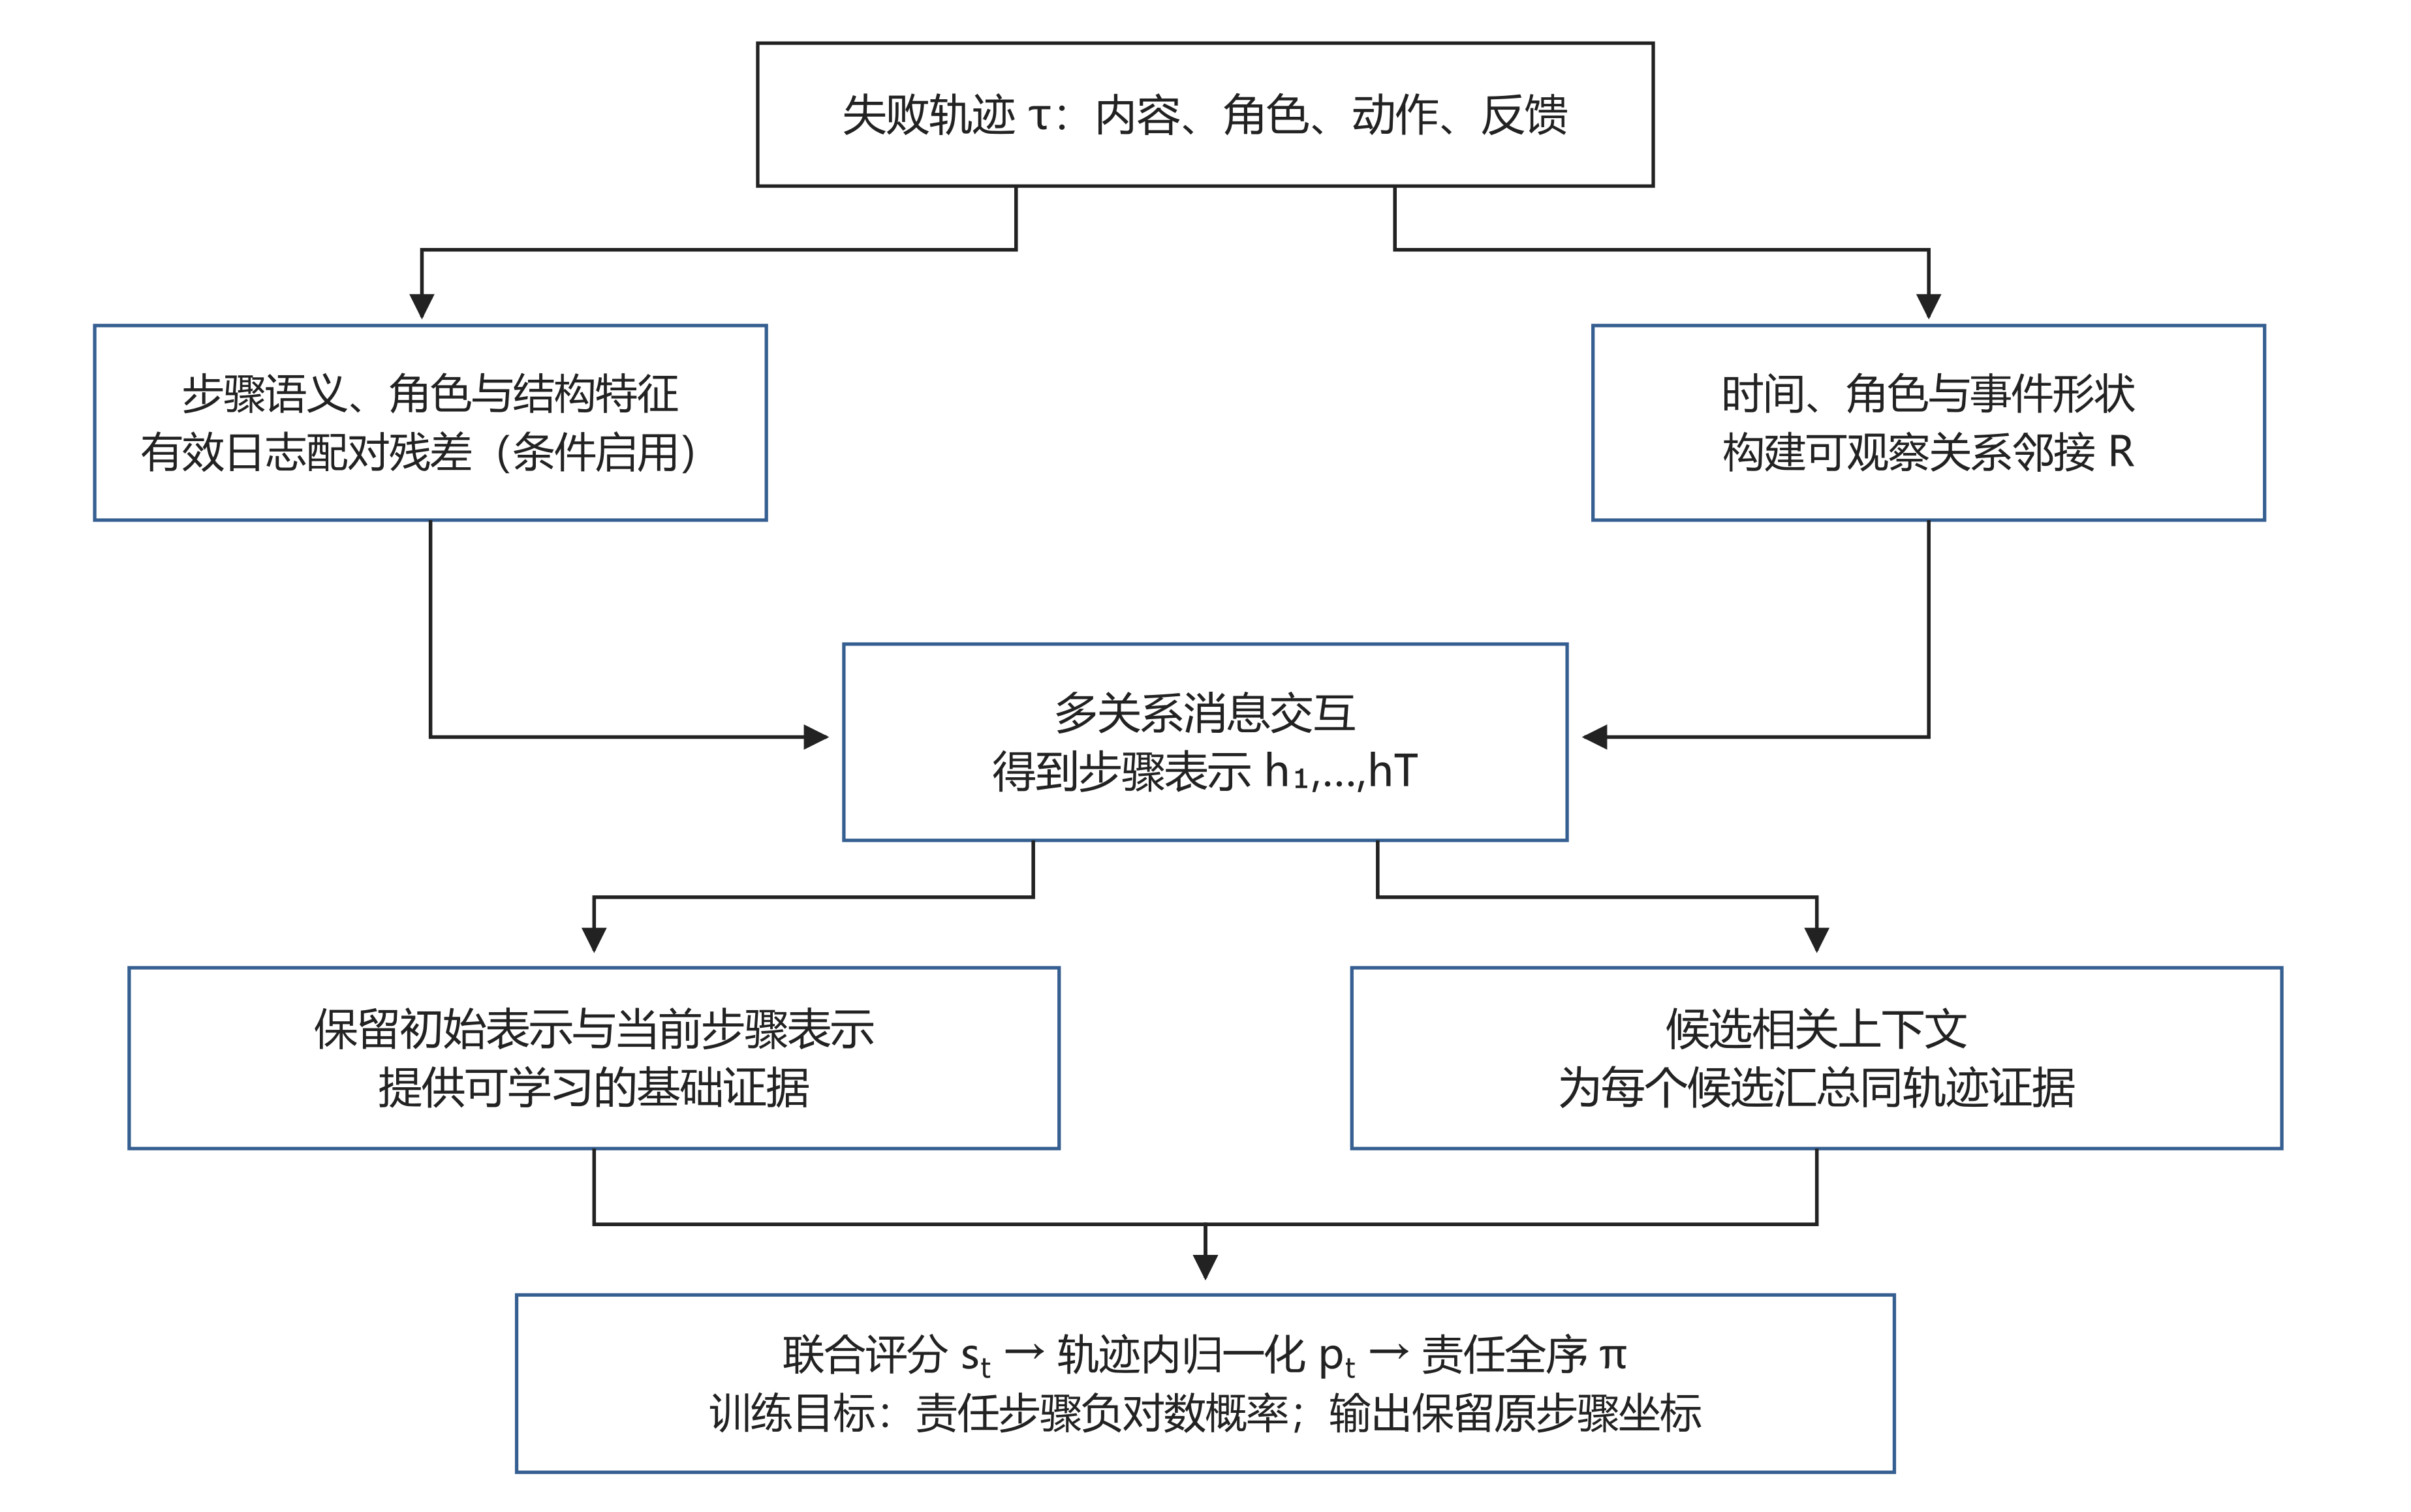 失败轨迹 τ：内容、角色、动作、反馈
步骤语义、角色与结构特征
有效日志配对残差（条件启用）
时间、角色与事件形状
构建可观察关系邻接 R
多关系消息交互
得到步骤表示 h₁,...,hT
保留初始表示与当前步骤表示
提供可学习的基础证据
候选相关上下文
为每个候选汇总同轨迹证据
联合评分 sₜ → 轨迹内归一化 pₜ → 责任全序 π
训练目标：责任步骤负对数概率；输出保留原步骤坐标